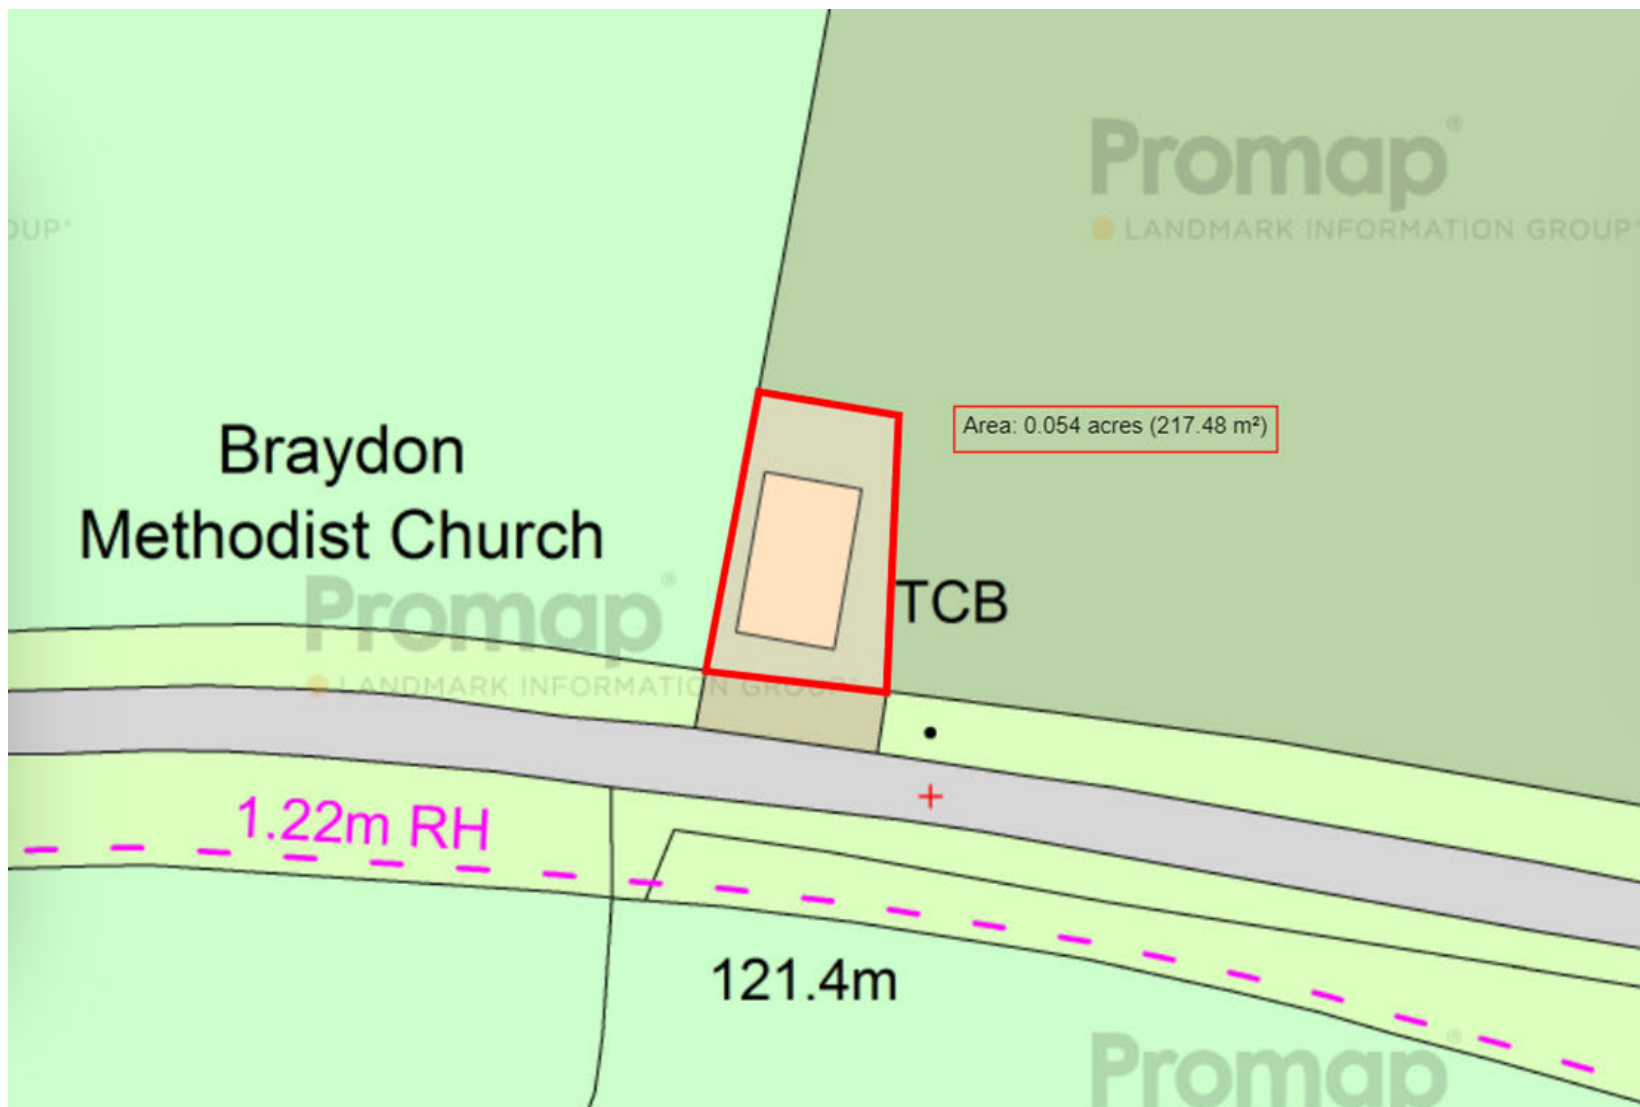 Promap®
LANDMARK INFORMATION GROUP®
OUP®
Area: 0.054 acres (217.48 m²)
Braydon
Methodist Church
TCB
Promap®
LANDMARK INFORMATION GROUP®
1.22m RH
121.4m
Promap®